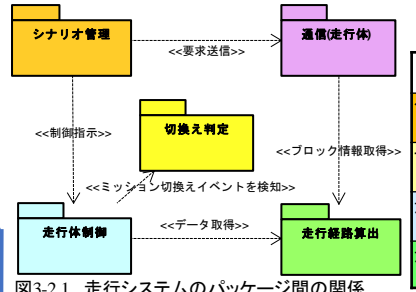 シナリオ管理
<<要求送信>>
通信(走行体)
<<制御指示>>
切換え判定
<<ブロック情報取得>>
<<ミッション切換えイベントを検知>>
走行体制御
<<データ取得>>
走行経路算出
図3-2.1 走行システムのパッケージ間の関係